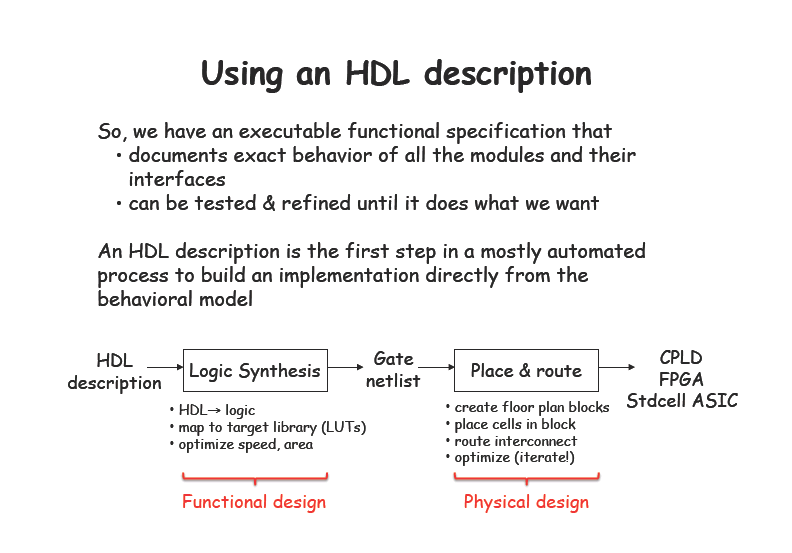 Using an HDL description
So, we have an executable functional specification that
• documents exact behavior of all the modules and their
interfaces
• can be tested & refined until it does what we want
An HDL description is the first step in a mostly automated
process to build an implementation directly from the
behavioral model
HDL
description
Logic Synthesis
Gate
netlist
Place & route
CPLD
FPGA
Stdcell ASIC
• HDL→ logic
• map to target library (LUTs)
• optimize speed, area
• create floor plan blocks
• place cells in block
• route interconnect
• optimize (iterate!)
Functional design
Physical design